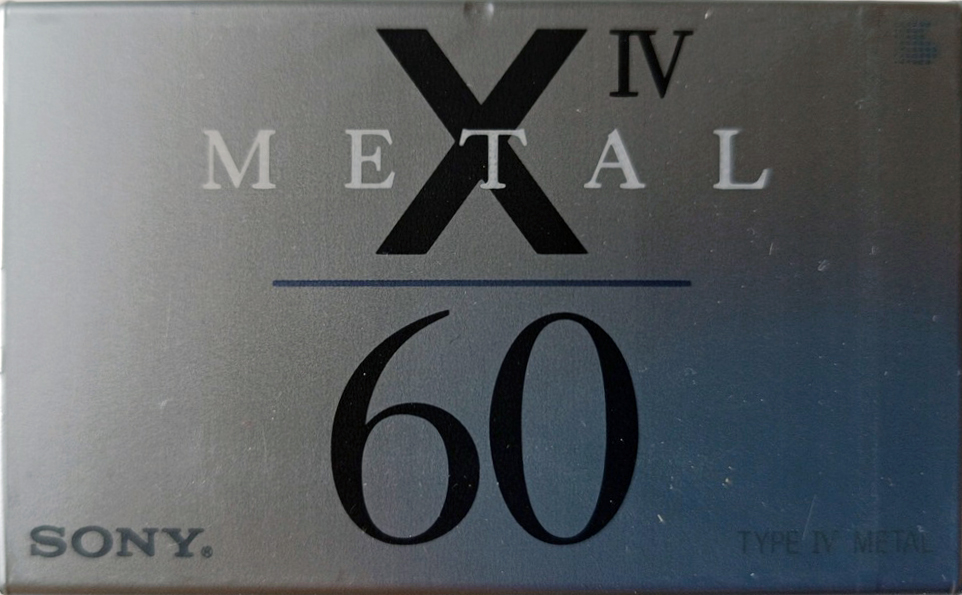 X IV
METAL
60
SONY®
TYPE IV METAL